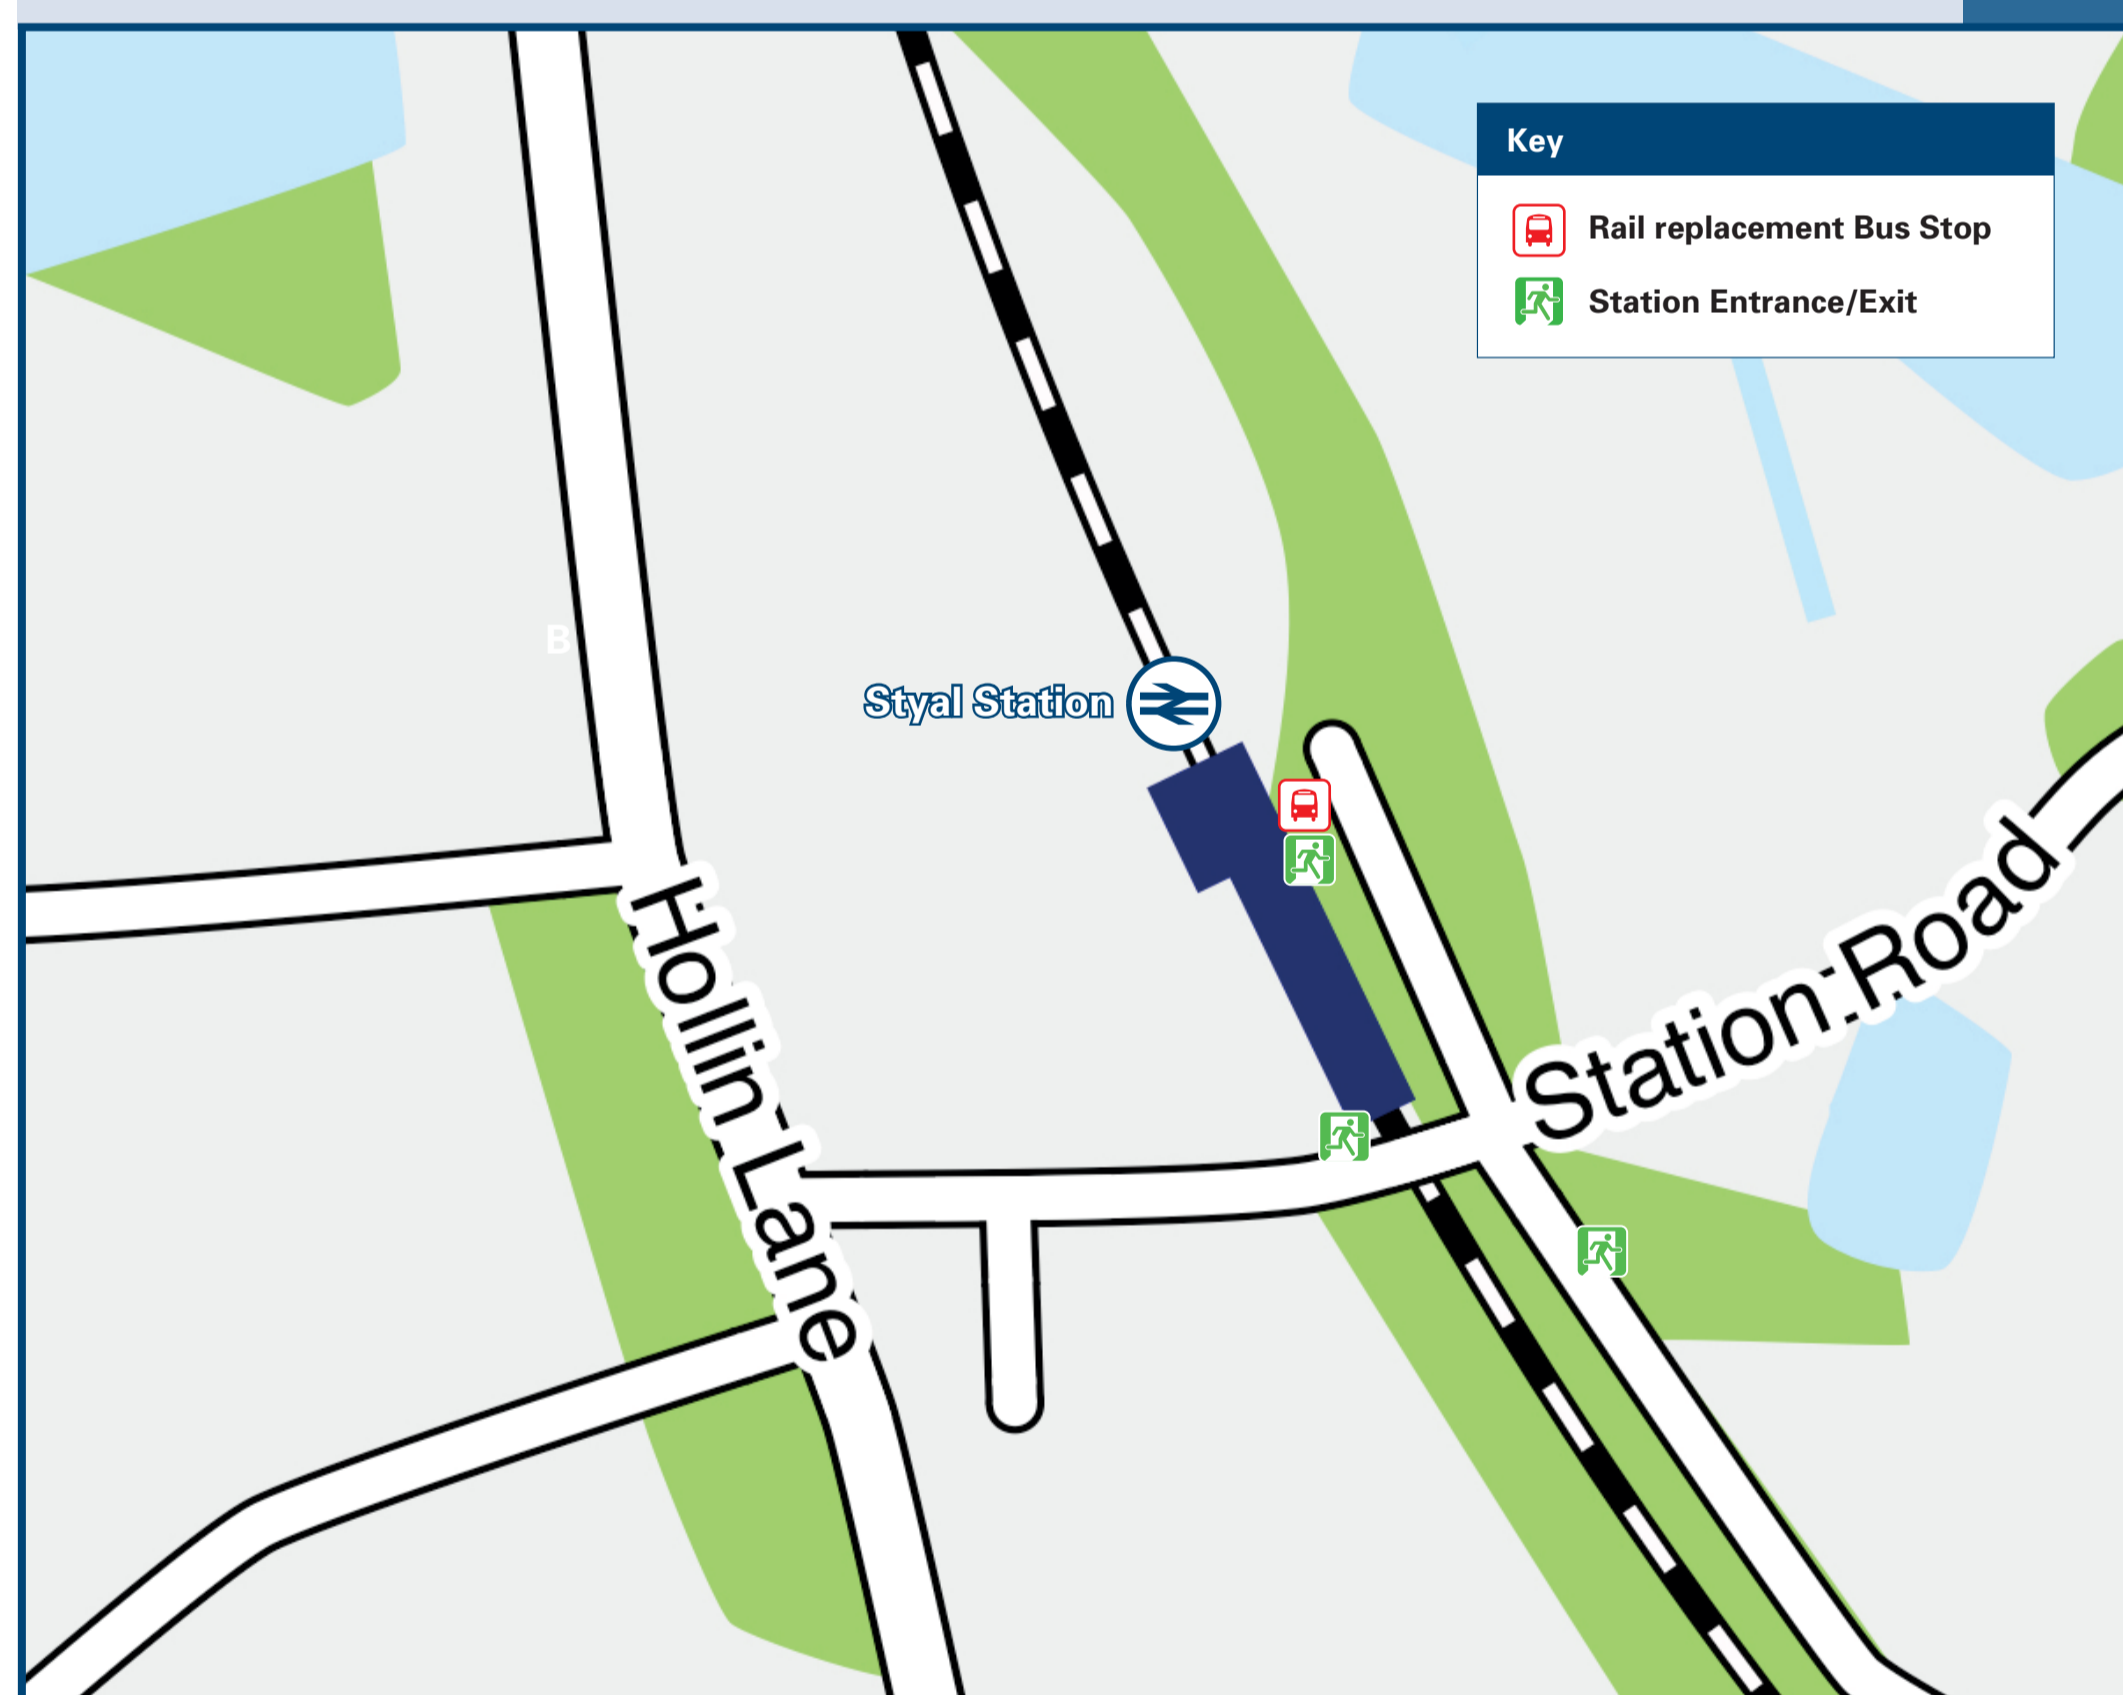 Key
Rail replacement Bus Stop
Station Entrance/Exit
B
Styal Station
Hollin Lane
Station Road